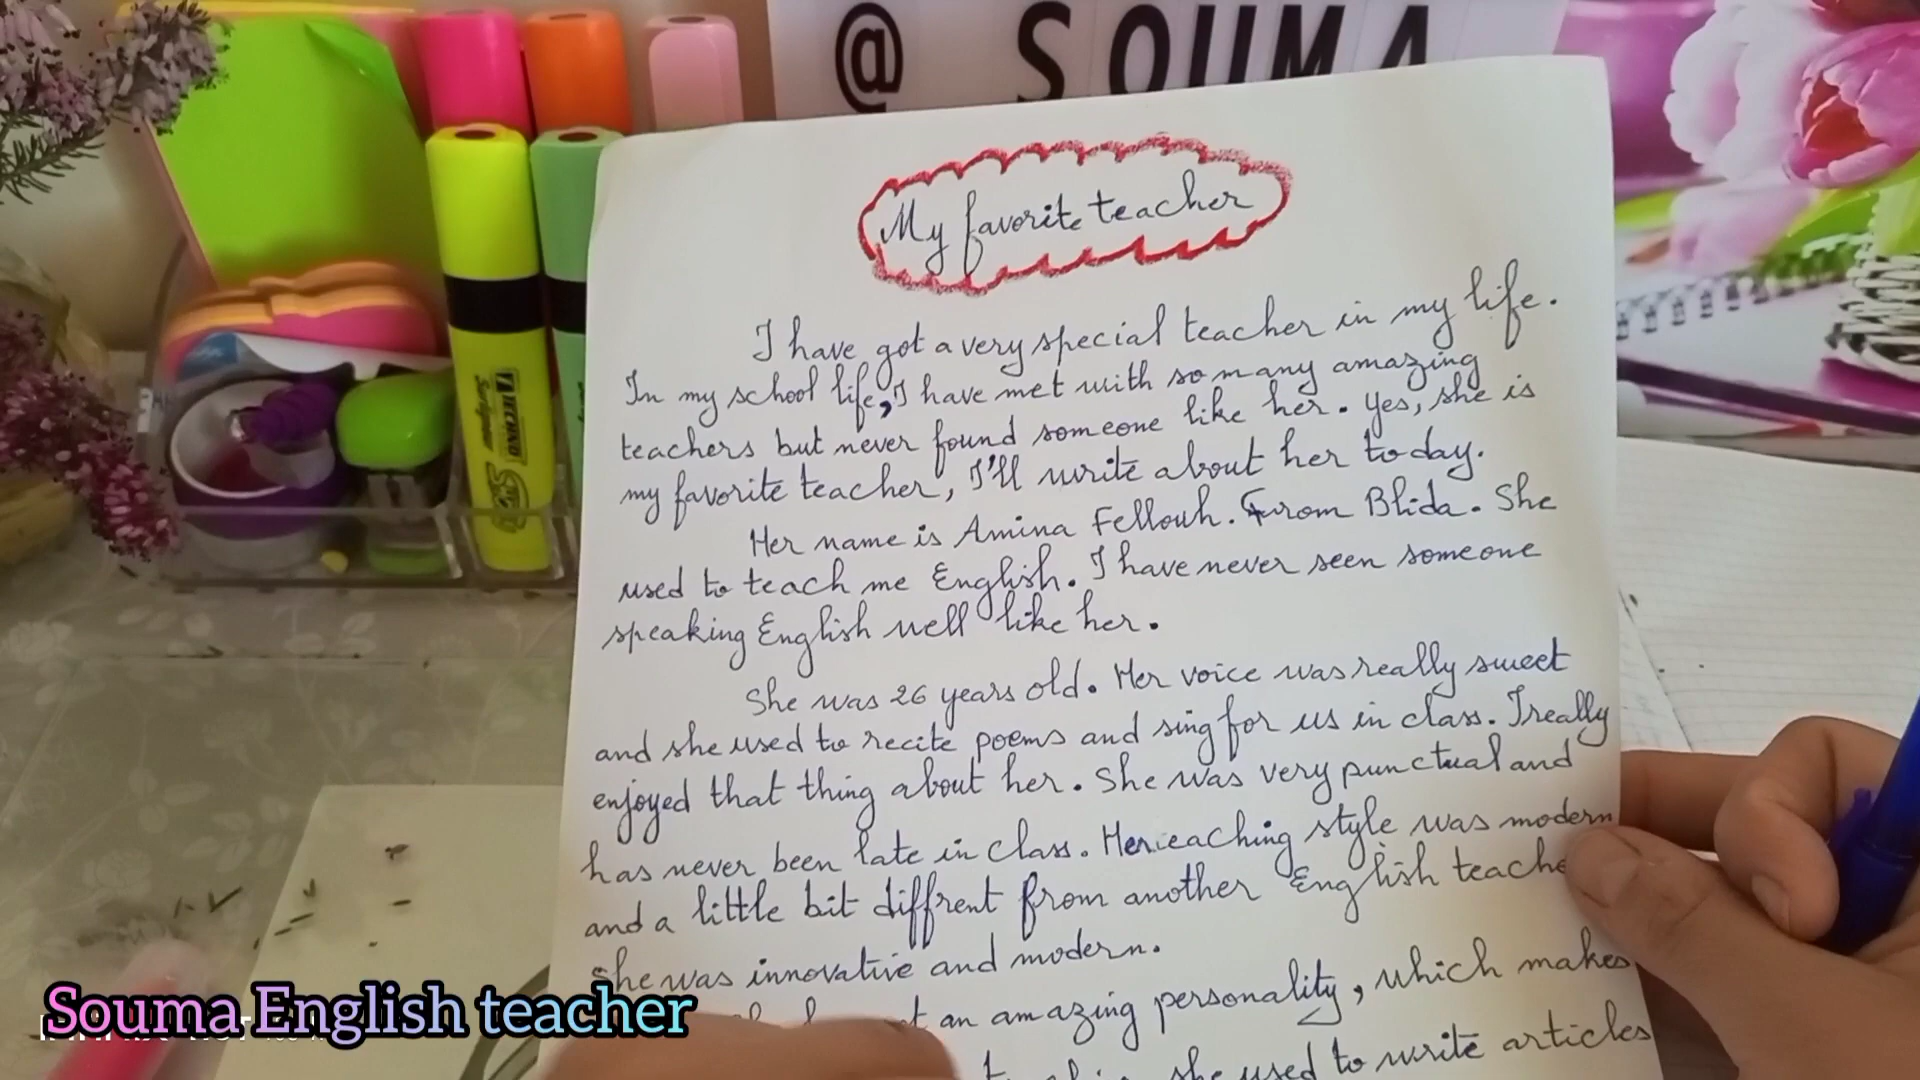 @ SOUMA
My favorite teacher
I have got a very special teacher in my life.
In my school life, I have met with so many amazing
teachers but never found someone like her. Yes, she is
my favorite teacher, I'll write about her today.
Her name is Amina Fellouh. From Blida. She
used to teach me English. I have never seen someone
speaking English well like her.
She was 26 years old. Her voice was really sweet
and she used to recite poems and sing for us in class. I really
enjoyed that thing about her. She was very punctual and
has never been late in class. Her eaching style was modern
and a little bit diffrent from another English teache
she was innovative and modern.
an amazing personality, which makes
she used to write articles
Souma English teacher